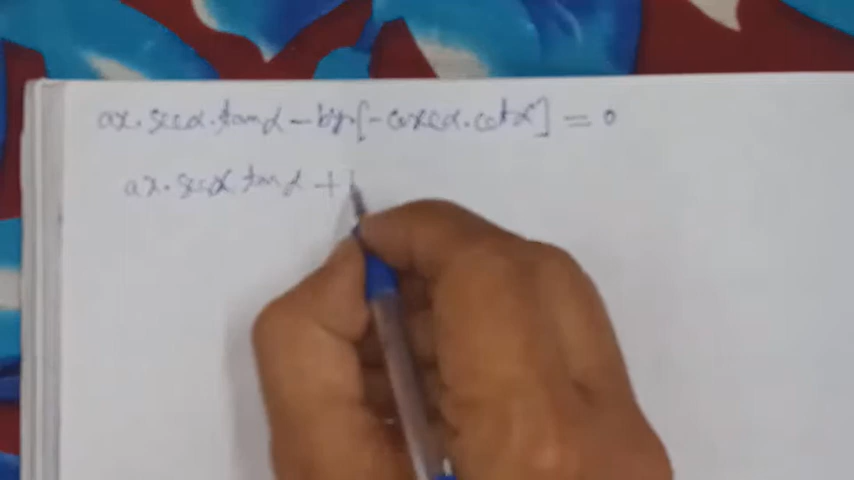 ax.secα.tanα - by.[-cosecα.cotα] = 0
ax.secα tanα +